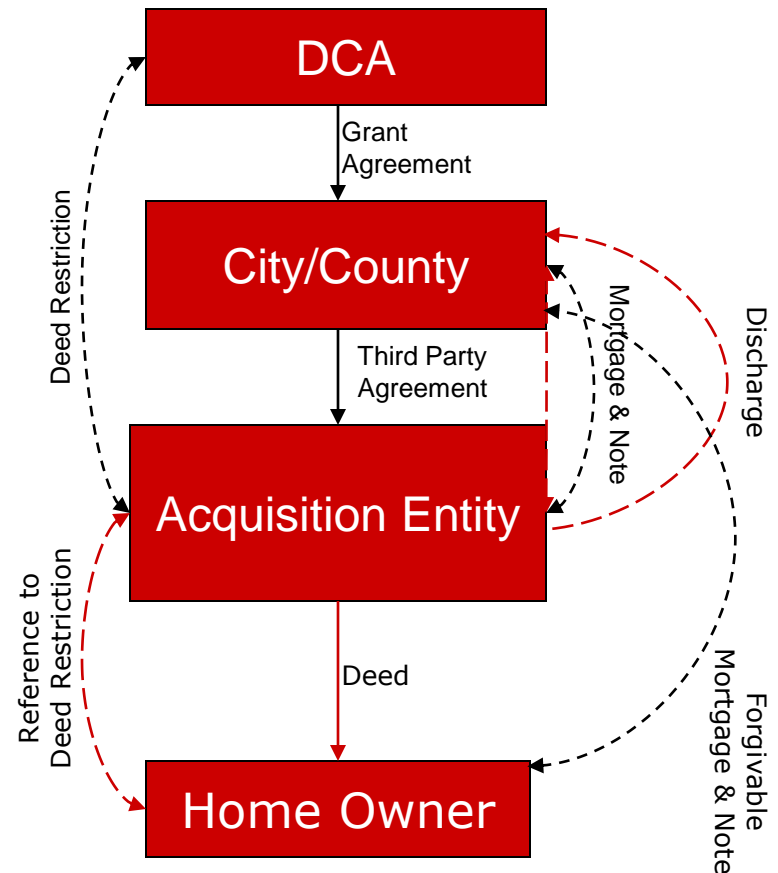 DCA
Grant
Agreement
Deed Restriction
City/County
Third Party
Agreement
Mortgage & Note
Discharge
Acquisition Entity
Reference to
Deed Restriction
Deed
Forgivable
Mortgage & Note
Home Owner